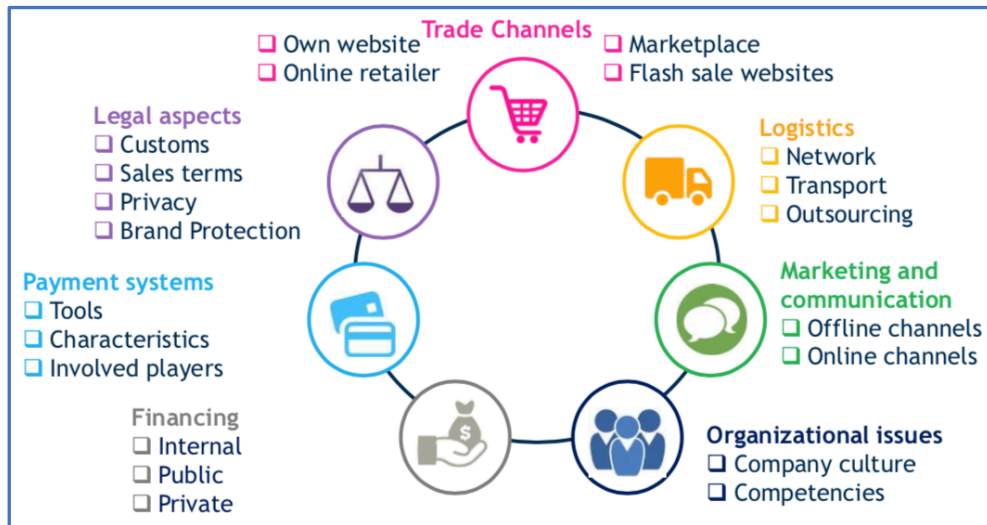 Trade Channels
❑ Own website
❑ Online retailer
❑ Marketplace
❑ Flash sale websites
Legal aspects
❑ Customs
❑ Sales terms
❑ Privacy
❑ Brand Protection
Logistics
❑ Network
❑ Transport
❑ Outsourcing
Payment systems
❑ Tools
❑ Characteristics
❑ Involved players
Marketing and
communication
❑ Offline channels
❑ Online channels
Financing
❑ Internal
❑ Public
❑ Private
$
Organizational issues
❑ Company culture
❑ Competencies